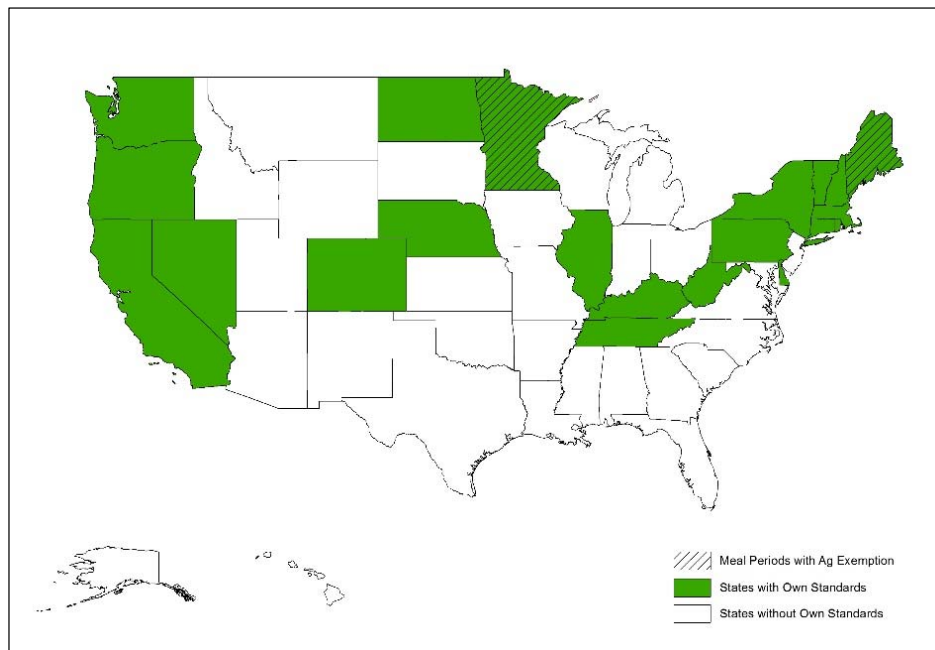 Meal Periods with Ag Exemption
States with Own Standards
States without Own Standards